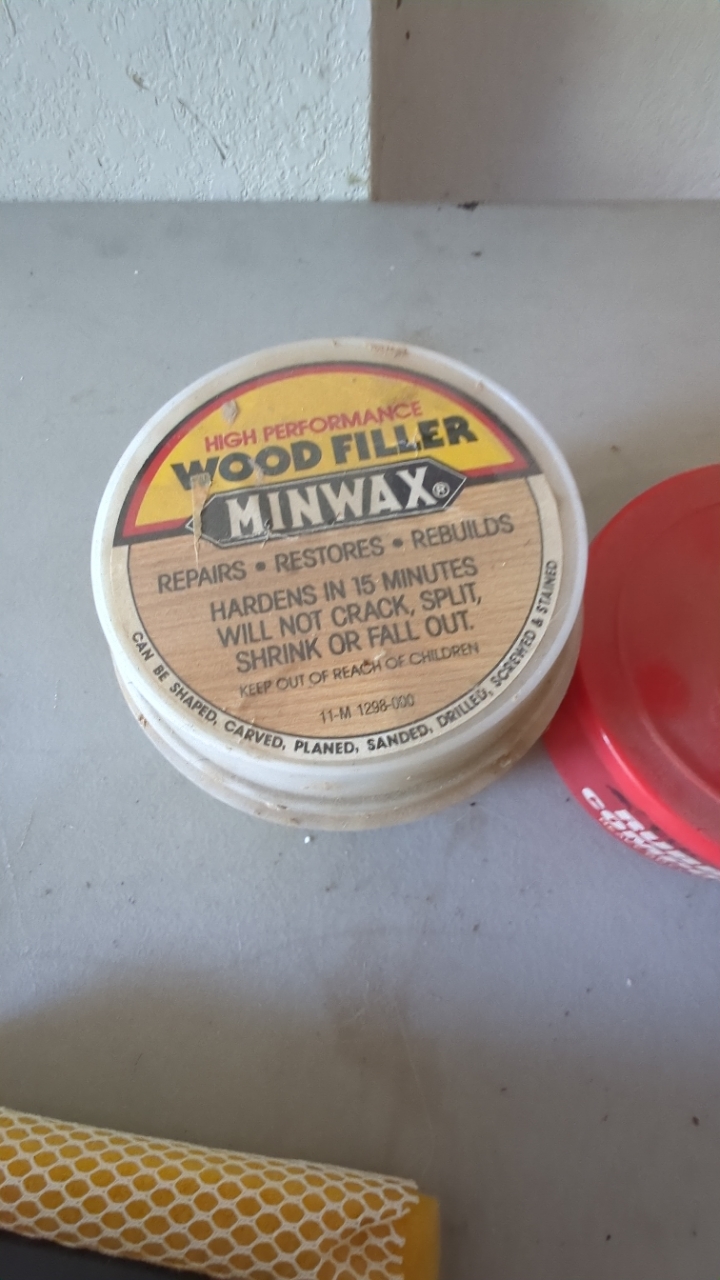 HIGH PERFORMANCE
WOOD FILLER
MINWAX®
REPAIRS • RESTORES • REBUILDS
HARDENS IN 15 MINUTES
WILL NOT CRACK, SPLIT,
SHRINK OR FALL OUT.
KEEP OUT OF REACH OF CHILDREN
11-M 1298-000
CAN BE SHAPED, CARVED, PLANED, SANDED, DRILLED, SCREWED & STAINED